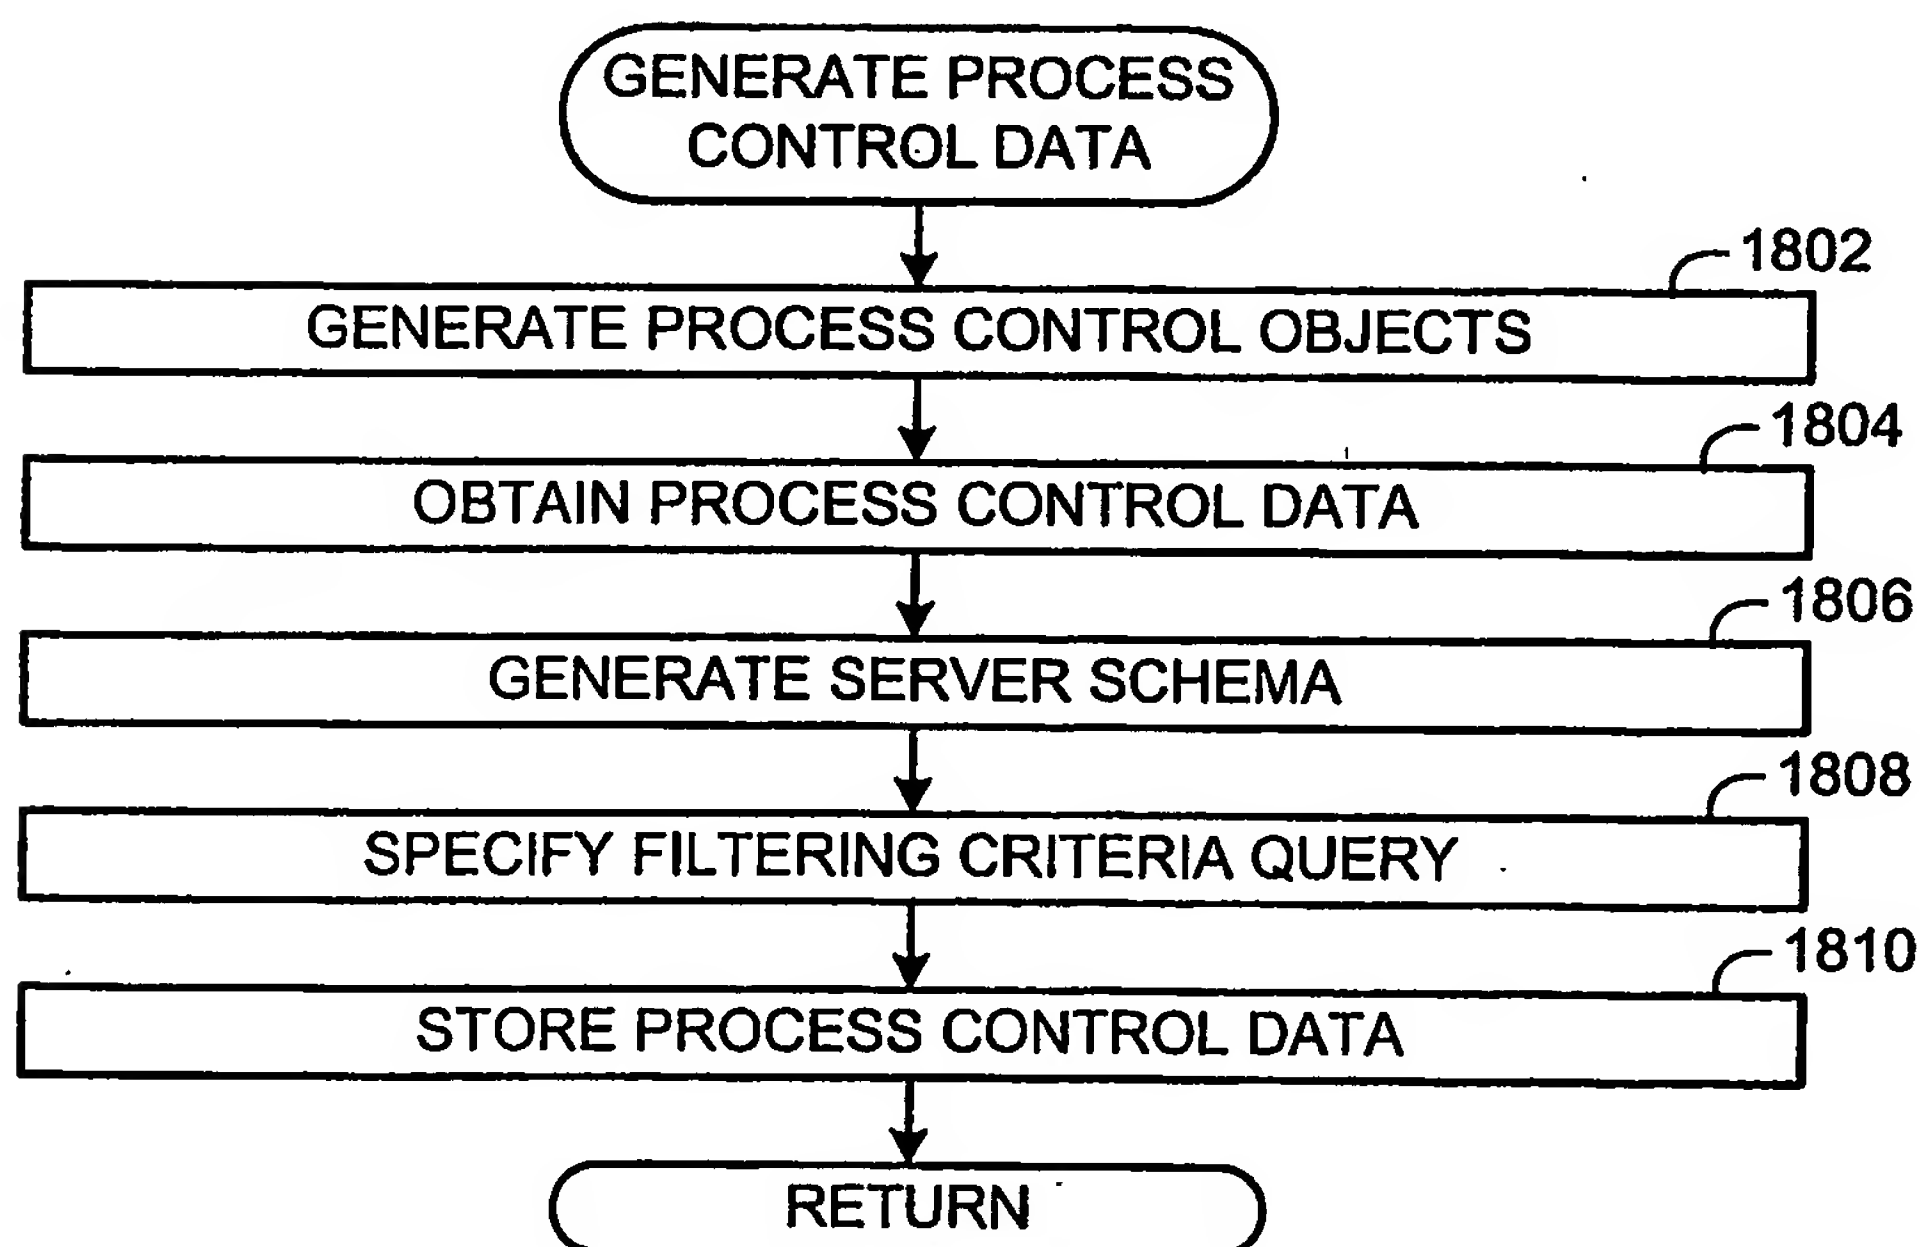 GENERATE PROCESS
CONTROL DATA
1802
GENERATE PROCESS CONTROL OBJECTS
1804
OBTAIN PROCESS CONTROL DATA
1806
GENERATE SERVER SCHEMA
1808
SPECIFY FILTERING CRITERIA QUERY
1810
STORE PROCESS CONTROL DATA
RETURN